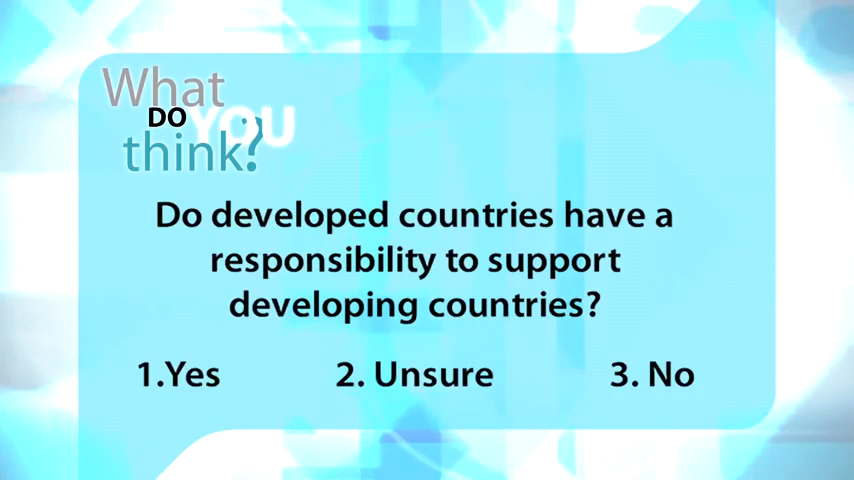 What
DO YOU
think?
Do developed countries have a
responsibility to support
developing countries?
1.Yes 2. Unsure 3. No